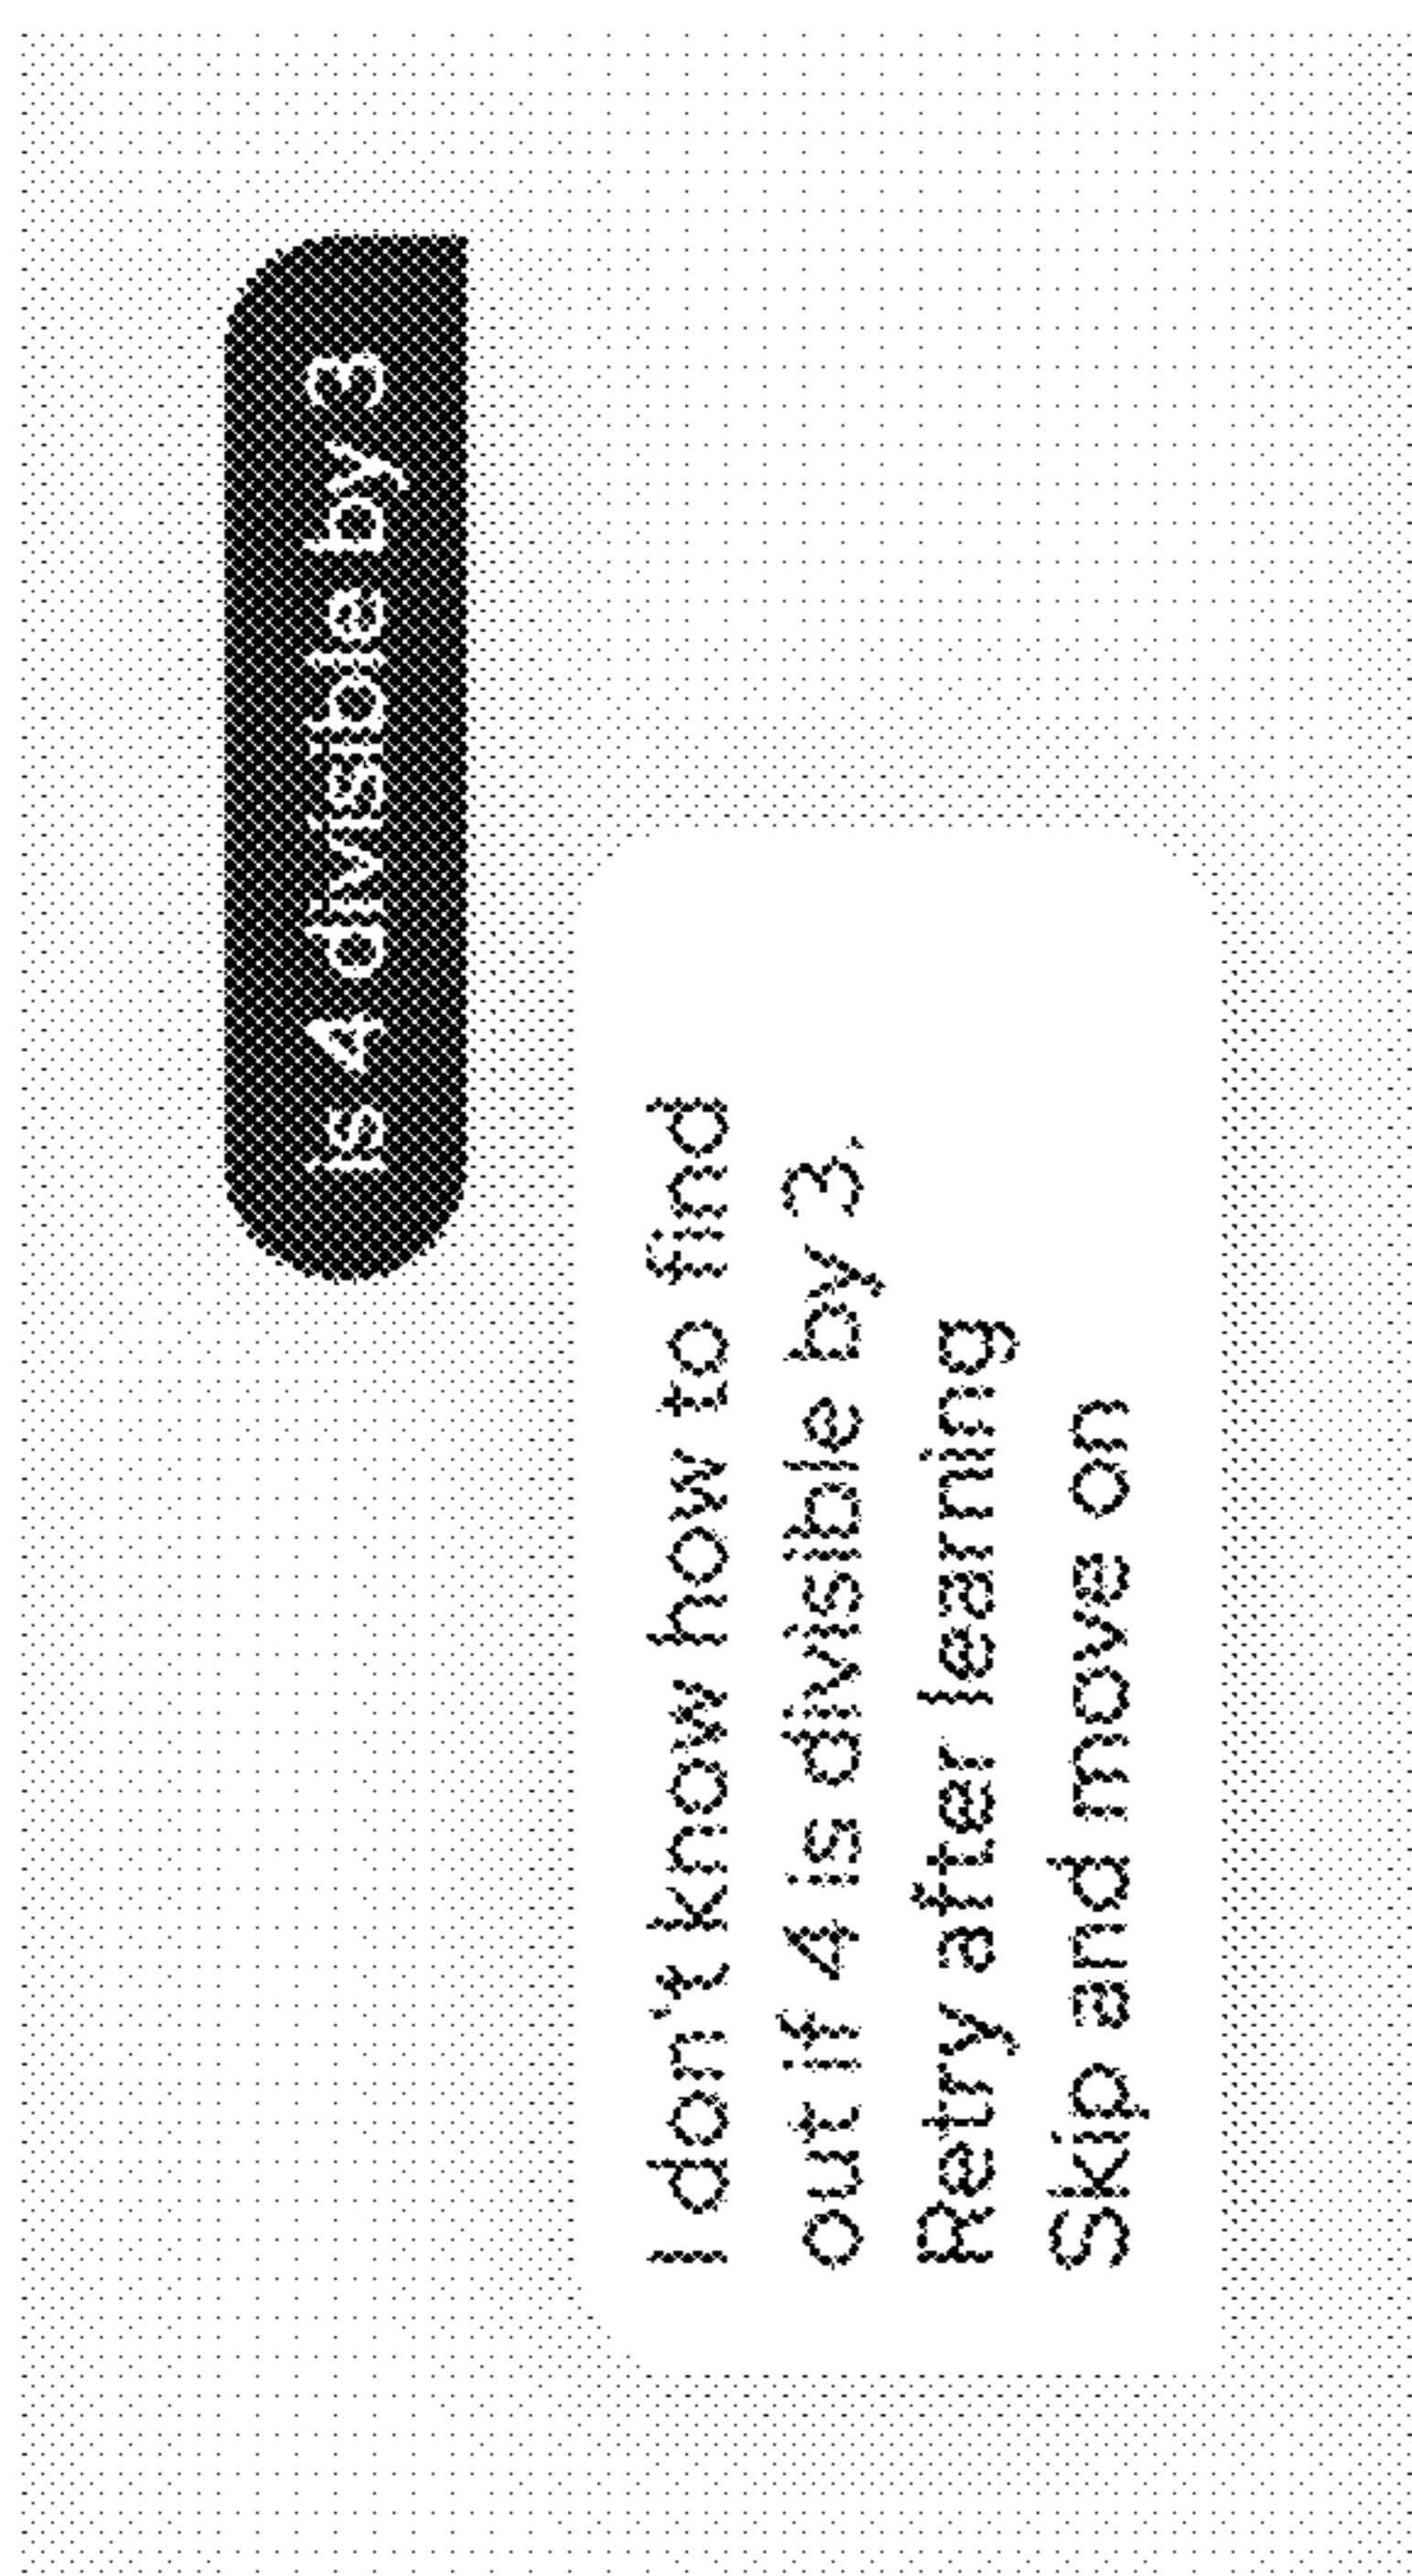 is 4 divisible by 3
I don't know how to find
out if 4 is divisible by 3.
Retry after learning
Skip and move on